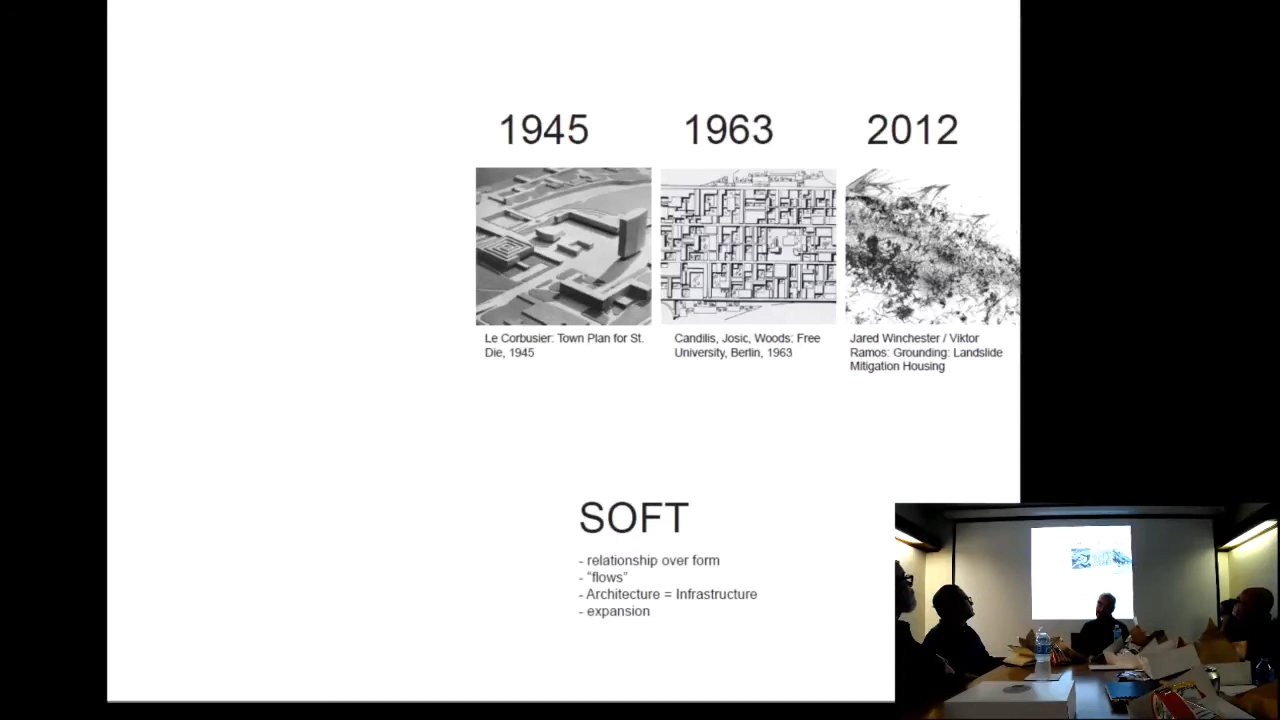 1945
1963
2012
Le Corbusier: Town Plan for St.
Die, 1945
Candilis, Josic, Woods: Free
University, Berlin, 1963
Jared Winchester / Viktor
Ramos: Grounding: Landslide
Mitigation Housing
SOFT
- relationship over form
- “flows”
- Architecture = Infrastructure
- expansion